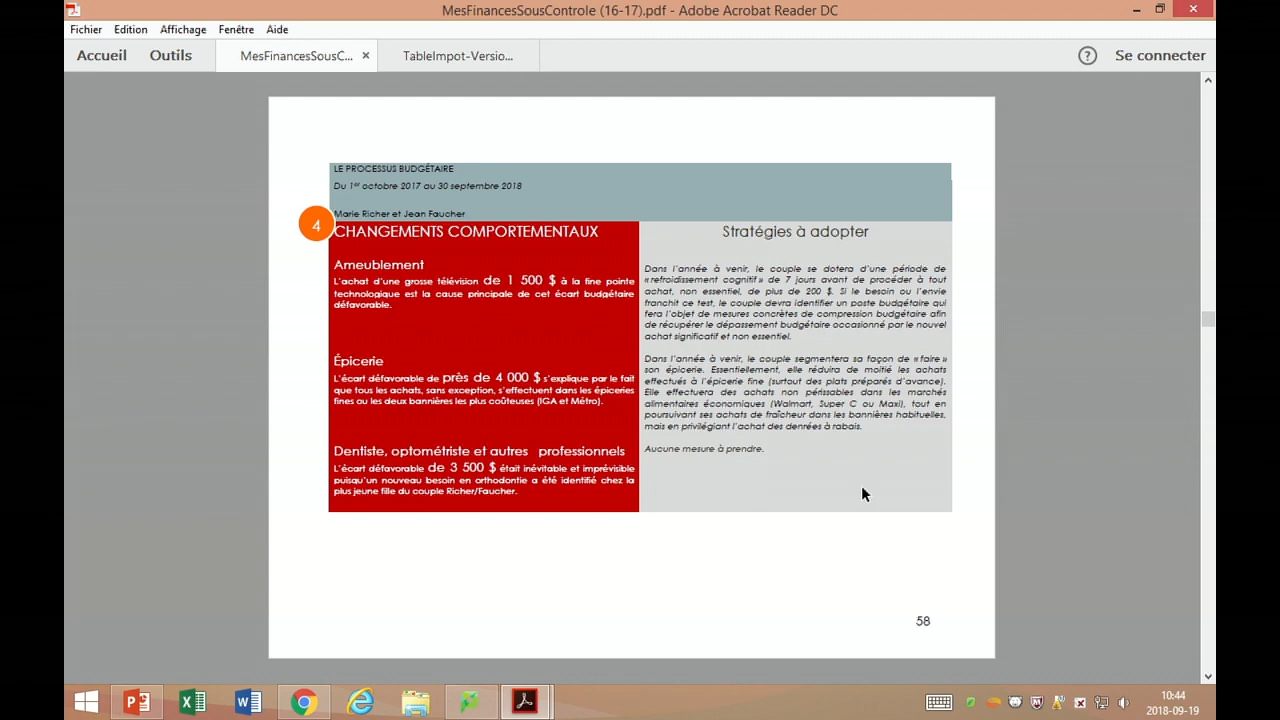 MesFinancesSousControle (16-17).pdf - Adobe Acrobat Reader DC
Fichier Edition Affichage Fenêtre Aide
Accueil Outils MesFinancesSousC... × TableImpot-Versio... ? Se connecter
LE PROCESSUS BUDGÉTAIRE
Du 1er octobre 2017 au 30 septembre 2018
Marie Richer et Jean Faucher
4
CHANGEMENTS COMPORTEMENTAUX
Ameublement
L'achat d'une grosse télévision de 1 500 $ à la fine pointe
technologique est la cause principale de cet écart budgétaire
défavorable.
Épicerie
L'écart défavorable de près de 4 000 $ s'explique par le fait
que tous les achats, sans exception, s'effectuent dans les épiceries
fines ou les deux bannières les plus coûteuses (IGA et Métro).
Dentiste, optométriste et autres professionnels
L'écart défavorable de 3 500 $ était inévitable et imprévisible
puisqu'un nouveau besoin en orthodontie a été identifié chez la
plus jeune fille du couple Richer/Faucher.
Stratégies à adopter
Dans l'année à venir, le couple se dotera d'une période de
« refroidissement cognitif » de 7 jours avant de procéder à tout
achat, non essentiel, de plus de 200 $. Si le besoin ou l'envie
franchit ce test, le couple devra identifier un poste budgétaire qui
fera l'objet de mesures concrètes de compression budgétaire afin
de récupérer le dépassement budgétaire occasionné par le nouvel
achat significatif et non essentiel.
Dans l'année à venir, le couple segmentera sa façon de « faire »
son épicerie. Essentiellement, elle réduira de moitié les achats
effectués à l'épicerie fine (surtout des plats préparés d'avance).
Elle effectuera des achats non périssables dans les marchés
alimentaires économiques (Walmart, Super C ou Maxi), tout en
poursuivant ses achats de fraîcheur dans les bannières habituelles,
mais en privilégiant l'achat des denrées à rabais.
Aucune mesure à prendre.
58
10:44
2018-09-19